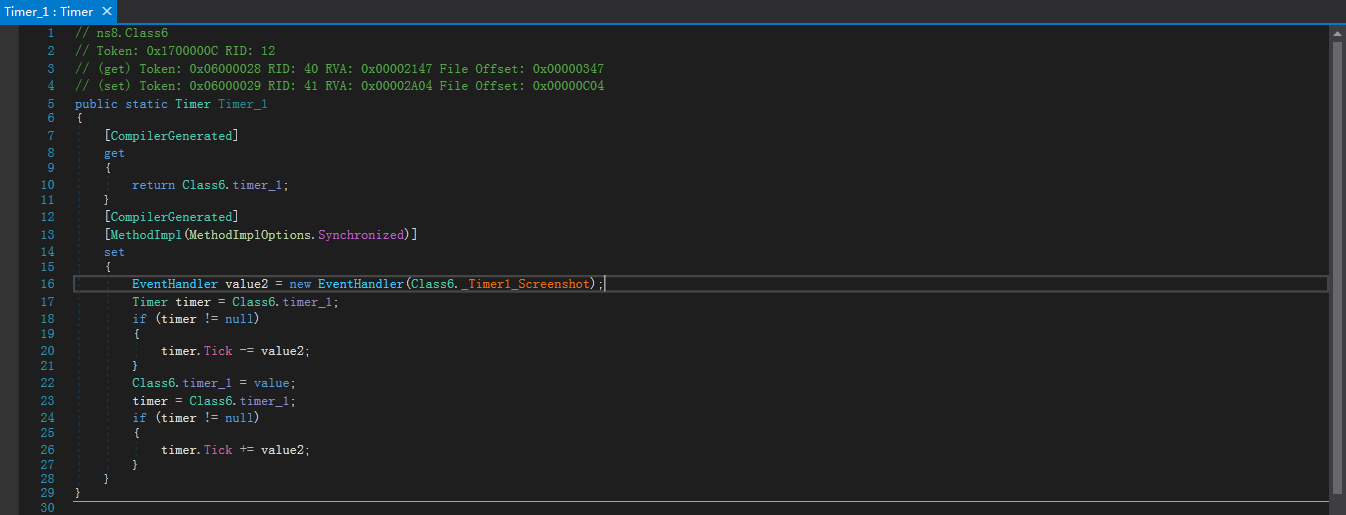 Timer_1 : Timer ×
1 // ns8.Class6
2 // Token: 0x1700000C RID: 12
3 // (get) Token: 0x06000028 RID: 40 RVA: 0x00002147 File Offset: 0x00000347
4 // (set) Token: 0x06000029 RID: 41 RVA: 0x00002A04 File Offset: 0x00000C04
5 public static Timer Timer_1
6 {
7 [CompilerGenerated]
8 get
9 {
10 return Class6.timer_1;
11 }
12 [CompilerGenerated]
13 [MethodImpl(MethodImplOptions.Synchronized)]
14 set
15 {
16 EventHandler value2 = new EventHandler(Class6._Timer1_Screenshot);
17 Timer timer = Class6.timer_1;
18 if (timer != null)
19 {
20 timer.Tick -= value2;
21 }
22 Class6.timer_1 = value;
23 timer = Class6.timer_1;
24 if (timer != null)
25 {
26 timer.Tick += value2;
27 }
28 }
29 }
30